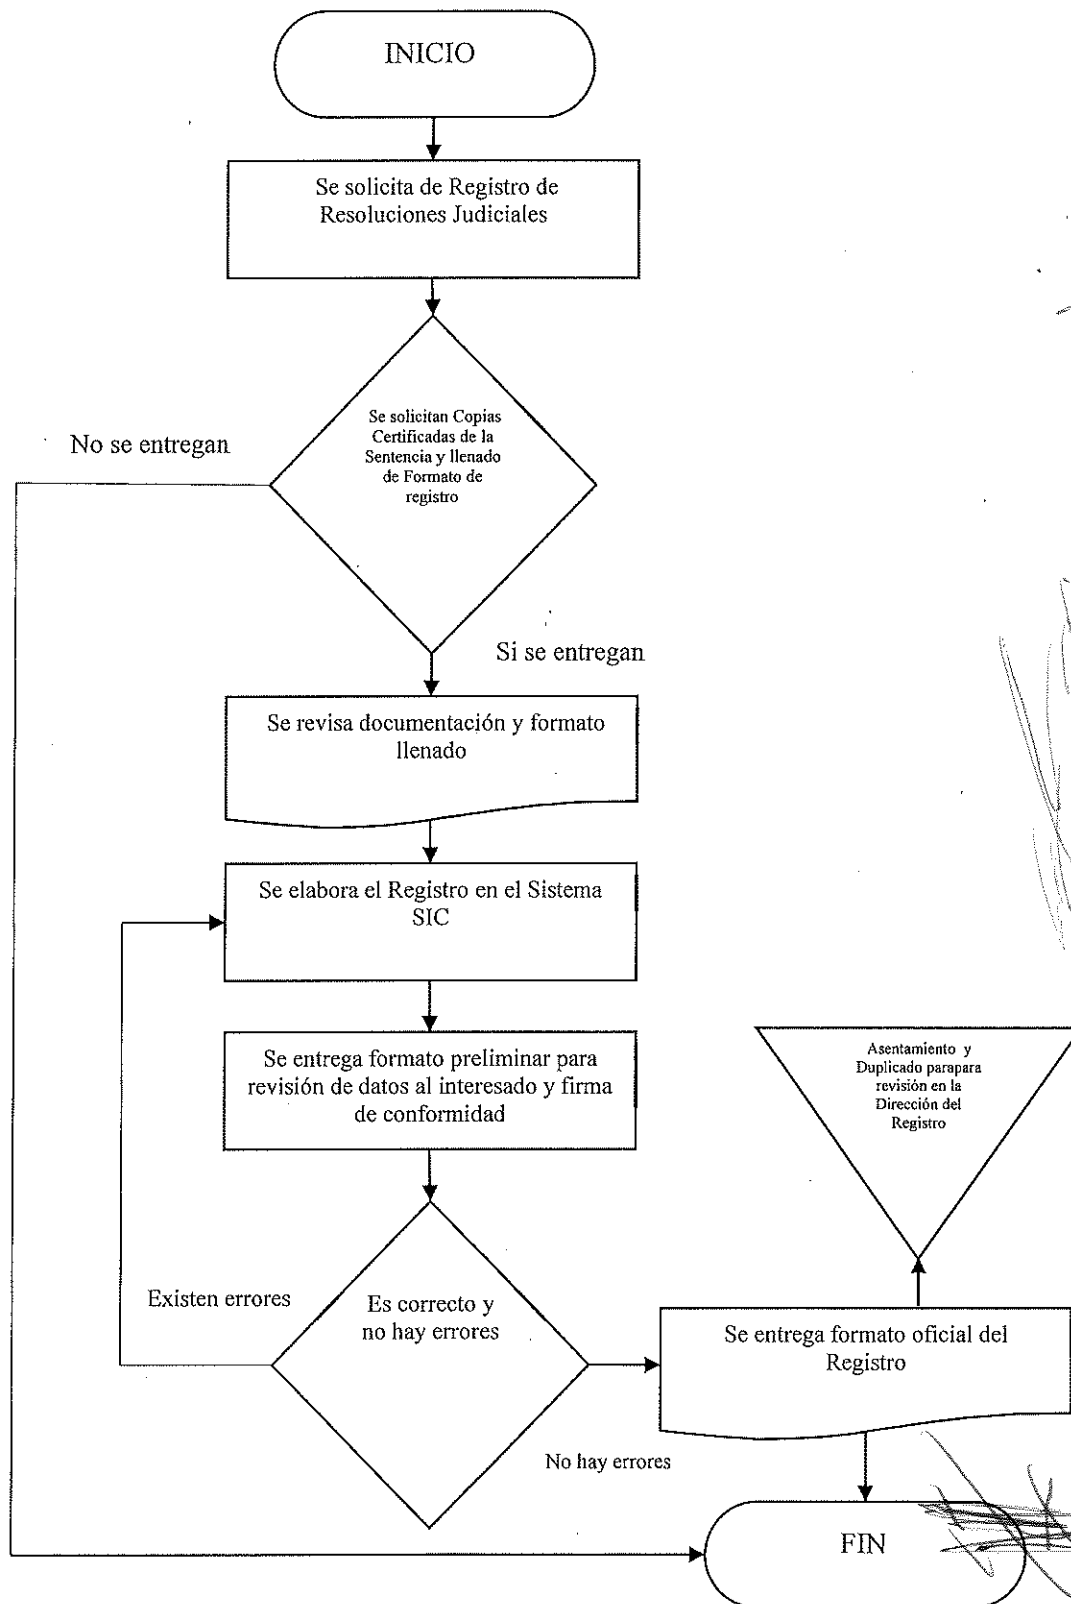 INICIO
Se solicita de Registro de
Resoluciones Judiciales
Se solicitan Copias
Certificadas de la
Sentencia y llenado
de Formato de
registro
No se entregan
Si se entregan
Se revisa documentación y formato
llenado
Se elabora el Registro en el Sistema
SIC
Se entrega formato preliminar para
revisión de datos al interesado y firma
de conformidad
Asentamiento y
Duplicado parapara
revisión en la
Dirección del
Registro
Existen errores
Es correcto y
no hay errores
Se entrega formato oficial del
Registro
No hay errores
FIN